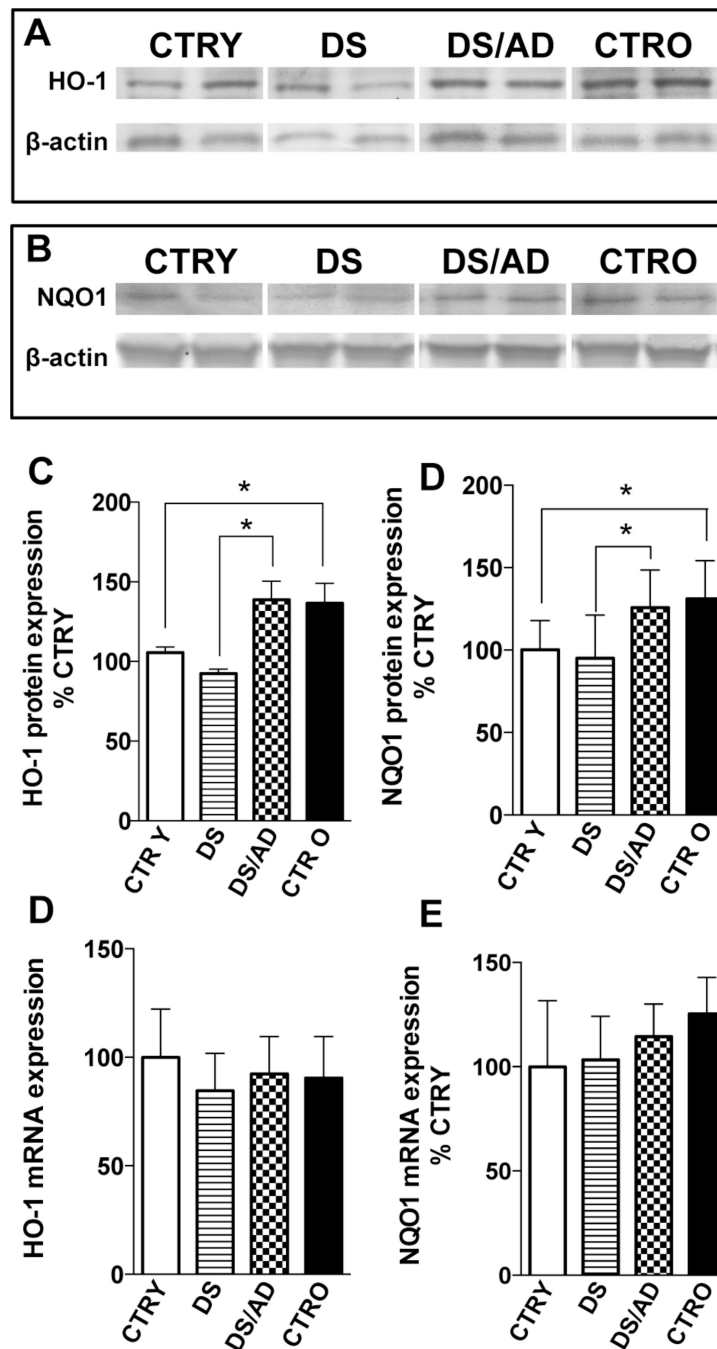 A
CTRY DS DS/AD CTRO
HO-1
β-actin
B
CTRY DS DS/AD CTRO
NQO1
β-actin
C
HO-1 protein expression
% CTRY
200
150
100
50
0
*
*
CTR Y
DS
DS/AD
CTR O
D
NQO1 protein expression
% CTRY
200
150
100
50
0
*
*
CTR Y
DS
DS/AD
CTR O
D
HO-1 mRNA expression
150
100
50
0
CTRY
DS
DS/AD
CTRO
E
NQO1 mRNA expression
% CTRY
150
100
50
0
CTRY
DS
DS/AD
CTRO